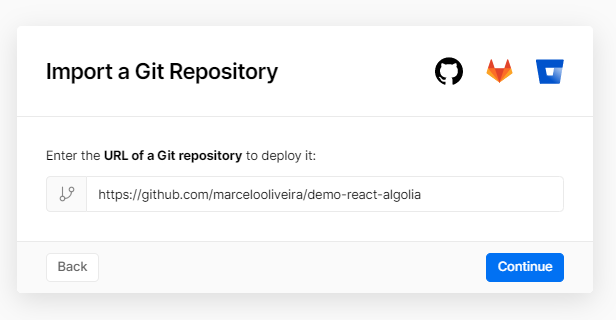 Import a Git Repository
Enter the URL of a Git repository to deploy it:
https://github.com/marcelooliveira/demo-react-algolia
Back
Continue